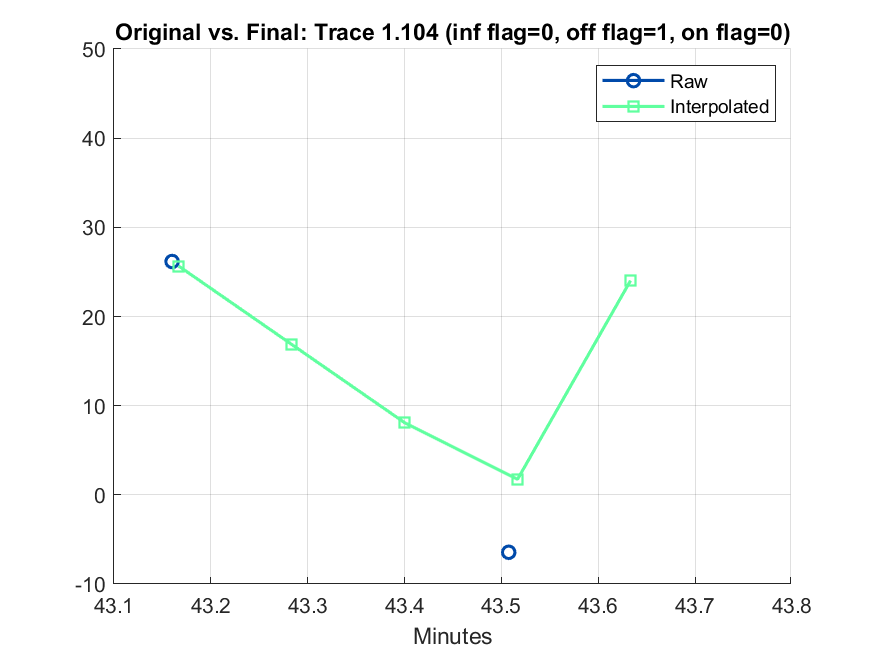 Original vs. Final: Trace 1.104 (inf flag=0, off flag=1, on flag=0)
50
40
30
20
10
0
-10
Raw
Interpolated
43.1 43.2 43.3 43.4 43.5 43.6 43.7 43.8
Minutes